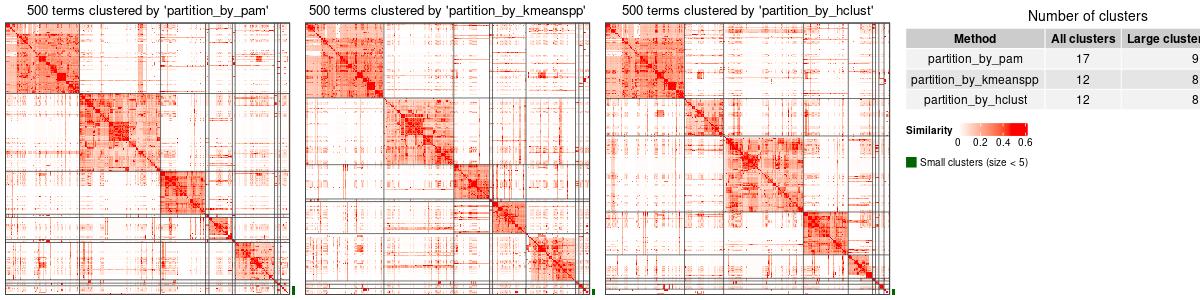 500 terms clustered by 'partition_by_pam'
500 terms clustered by 'partition_by_kmeanspp'
500 terms clustered by 'partition_by_hclust'
Number of clusters
Method All clusters Large cluster
partition_by_pam 17 9
partition_by_kmeanspp 12 8
partition_by_hclust 12 8
Similarity
0 0.2 0.4 0.6
Small clusters (size < 5)